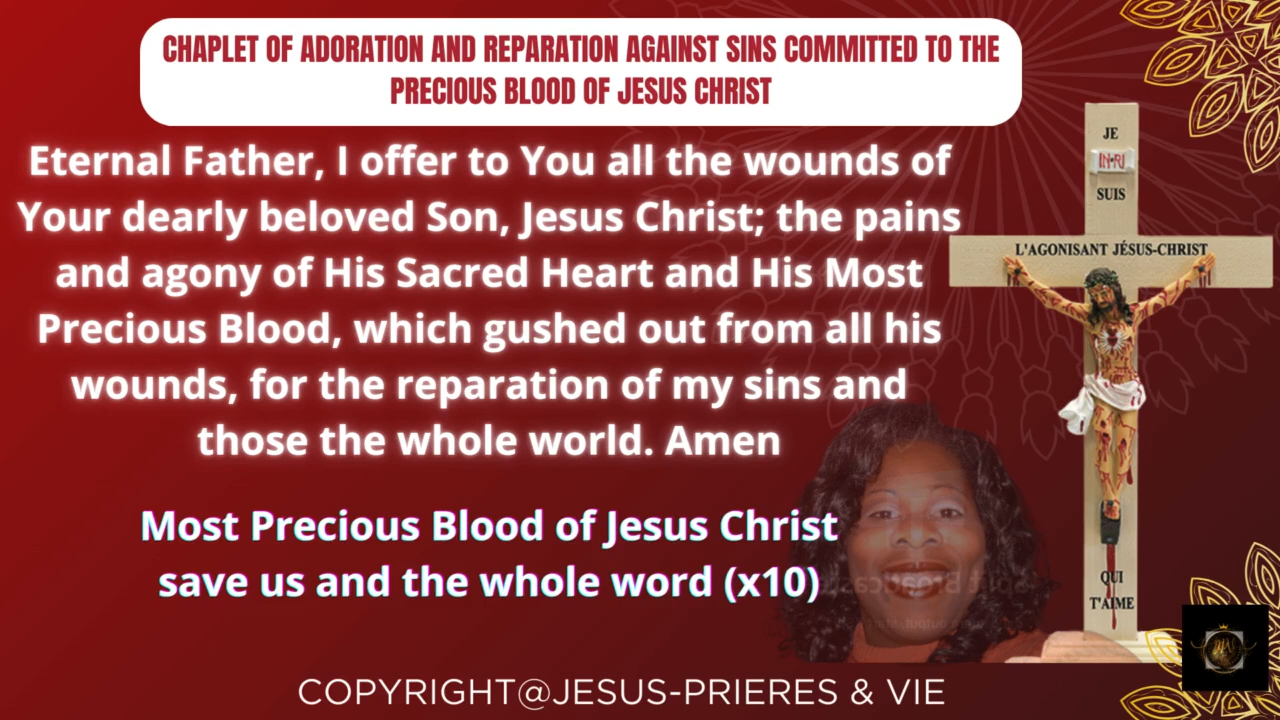 CHAPLET OF ADORATION AND REPARATION AGAINST SINS COMMITTED TO THE
PRECIOUS BLOOD OF JESUS CHRIST
Eternal Father, I offer to You all the wounds of
Your dearly beloved Son, Jesus Christ; the pains
and agony of His Sacred Heart and His Most
Precious Blood, which gushed out from all his
wounds, for the reparation of my sins and
those the whole world. Amen
Most Precious Blood of Jesus Christ
save us and the whole word (x10)
JE
INRI
SUIS
L'AGONISANT JÉSUS-CHRIST
QUI
T'AIME
COPYRIGHT@JESUS-PRIERES & VIE